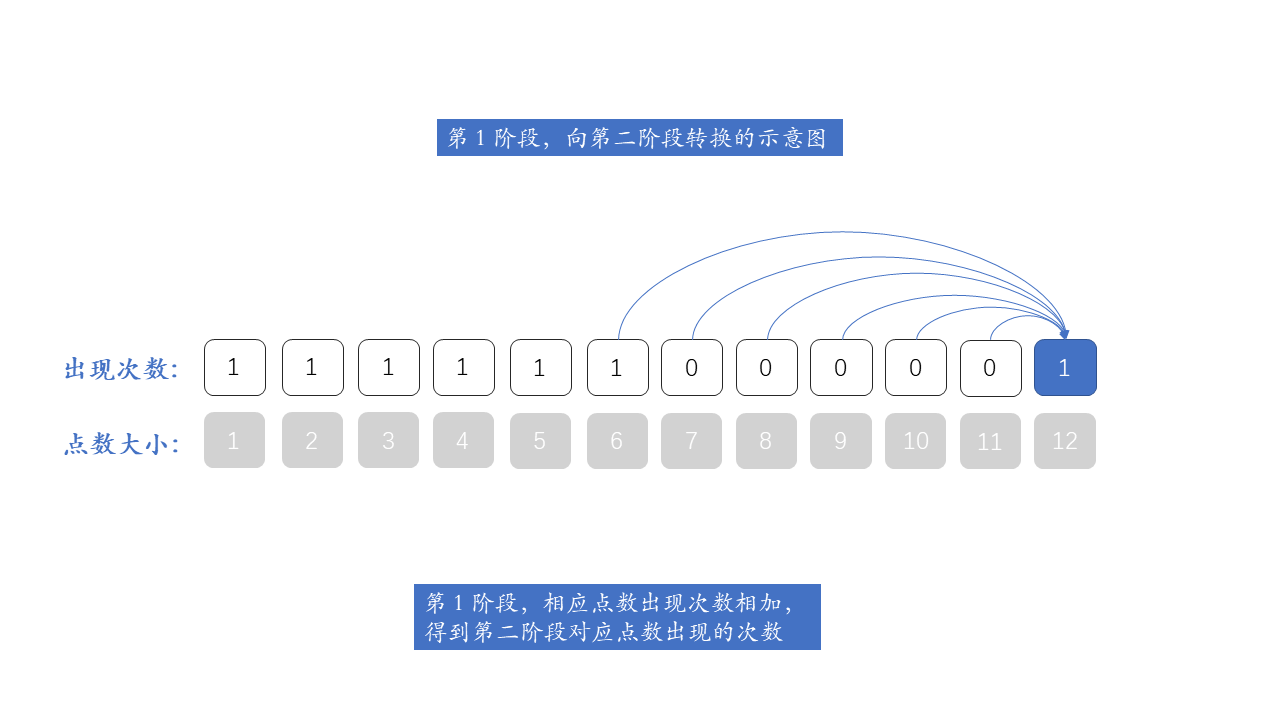 第1阶段，向第二阶段转换的示意图
出现次数： 1 1 1 1 1 1 0 0 0 0 0 1
点数大小： 1 2 3 4 5 6 7 8 9 10 11 12
第1阶段，相应点数出现次数相加，
得到第二阶段对应点数出现的次数